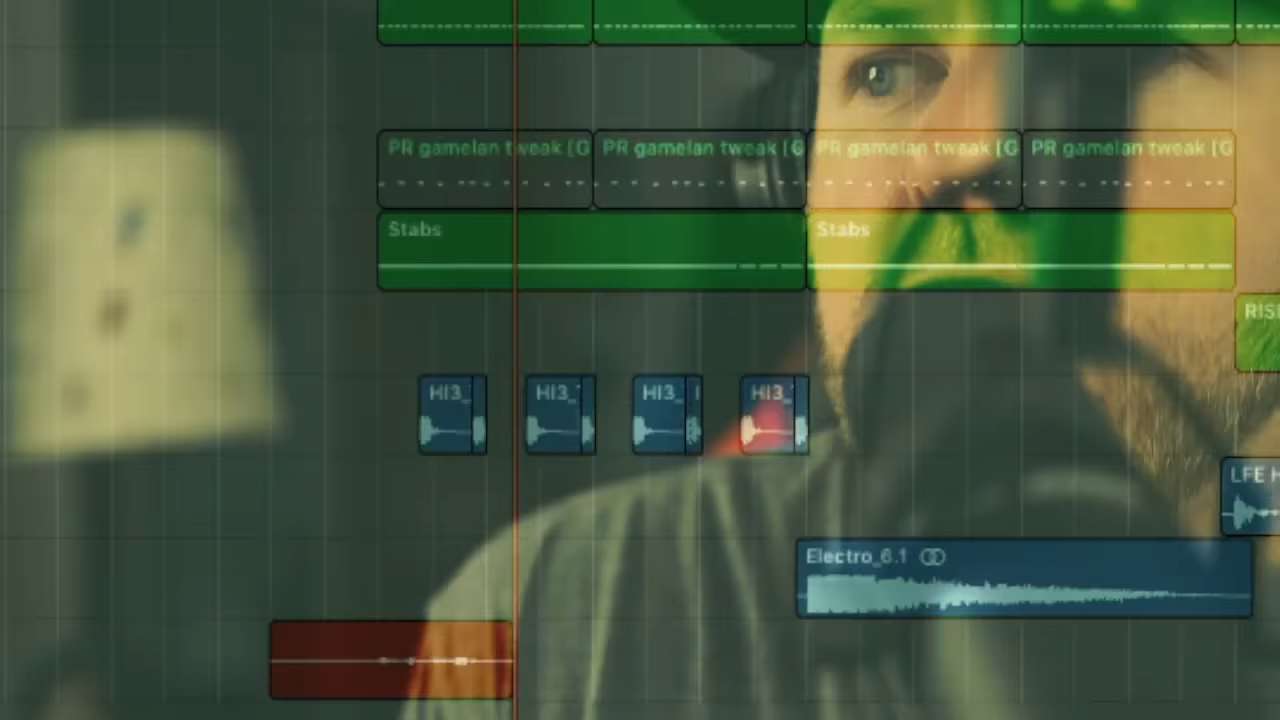 PR gamelan tweak [G PR gamelan tweak [G PR gamelan tweak [G PR gamelan tweak [G
Stabs Stabs
RISI
HI3_ HI3_ HI3_ HI3_
LFE H
Electro_6.1